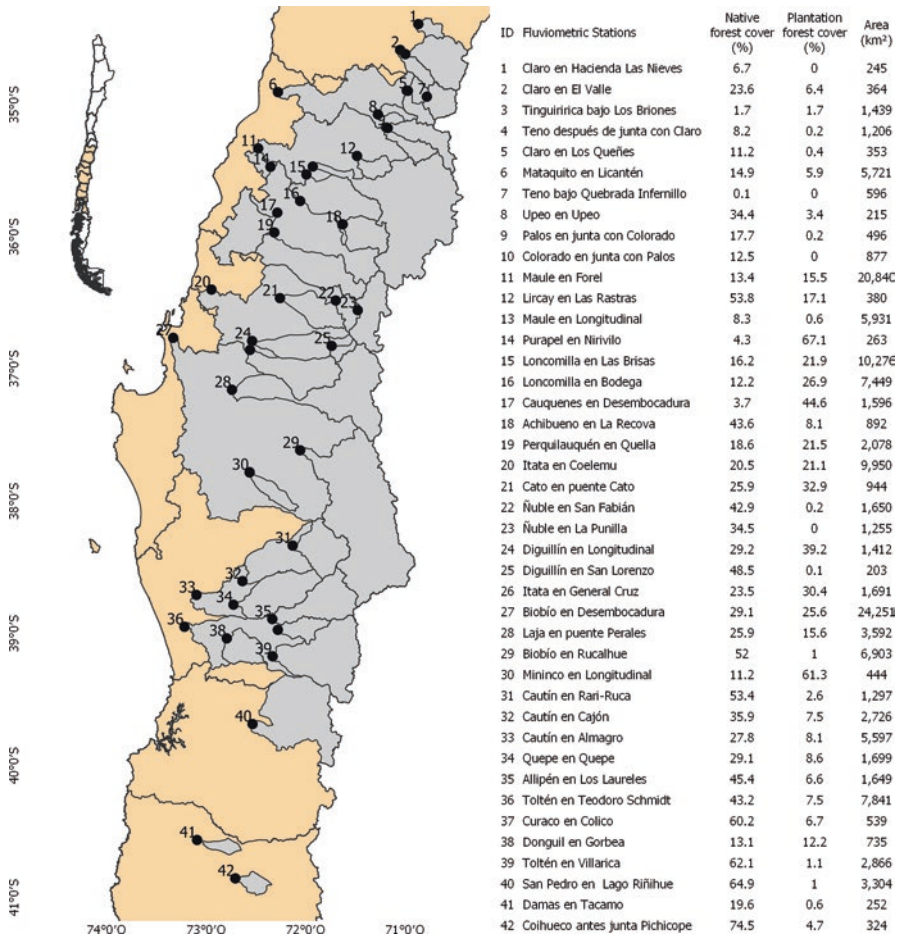 1
2
5
7
6
8
11
12
14
15
16
17
18
19
20
21
22
23
27
24
25
28
29
30
31
32
33
34
35
36
38
39
40
41
42
35°0'S
36°0'S
37°0'S
38°0'S
39°0'S
40°0'S
41°0'S
74°0'O
73°0'O
72°0'O
71°0'O
ID Fluviometric Stations Native forest cover (%) Plantation forest cover (%) Area (km²)
1 Claro en Hacienda Las Nieves 6.7 0 245
2 Claro en El Valle 23.6 6.4 364
3 Tinguiririca bajo Los Briones 1.7 1.7 1,439
4 Teno después de junta con Claro 8.2 0.2 1,206
5 Claro en Los Queñes 11.2 0.4 353
6 Mataquito en Licantén 14.9 5.9 5,721
7 Teno bajo Quebrada Infernillo 0.1 0 596
8 Upeo en Upeo 34.4 3.4 215
9 Palos en junta con Colorado 17.7 0.2 496
10 Colorado en junta con Palos 12.5 0 877
11 Maule en Forel 13.4 15.5 20,840
12 Lircay en Las Rastras 53.8 17.1 380
13 Maule en Longitudinal 8.3 0.6 5,931
14 Purapel en Nirivilo 4.3 67.1 263
15 Loncomilla en Las Brisas 16.2 21.9 10,276
16 Loncomilla en Bodega 12.2 26.9 7,449
17 Cauquenes en Desembocadura 3.7 44.6 1,596
18 Achibueno en La Recova 43.6 8.1 892
19 Perquilauquén en Quella 18.6 21.5 2,078
20 Itata en Coelemu 20.5 21.1 9,950
21 Cato en puente Cato 25.9 32.9 944
22 Ñuble en San Fabián 42.9 0.2 1,650
23 Ñuble en La Punilla 34.5 0 1,255
24 Diguillín en Longitudinal 29.2 39.2 1,412
25 Diguillín en San Lorenzo 48.5 0.1 203
26 Itata en General Cruz 23.5 30.4 1,691
27 Biobío en Desembocadura 29.1 25.6 24,251
28 Laja en puente Perales 25.9 15.6 3,592
29 Biobío en Rucalhue 52 1 6,903
30 Mininco en Longitudinal 11.2 61.3 444
31 Cautín en Rari-Ruca 53.4 2.6 1,297
32 Cautín en Cajón 35.9 7.5 2,726
33 Cautín en Almagro 27.8 8.1 5,597
34 Quepe en Quepe 29.1 8.6 1,699
35 Allipén en Los Laureles 45.4 6.6 1,649
36 Toltén en Teodoro Schmidt 43.2 7.5 7,841
37 Curaco en Colico 60.2 6.7 539
38 Donguil en Gorbea 13.1 12.2 735
39 Toltén en Villarica 62.1 1.1 2,866
40 San Pedro en Lago Riñihue 64.9 1 3,304
41 Damas en Tacamo 19.6 0.6 252
42 Coihueco antes junta Pichicope 74.5 4.7 324